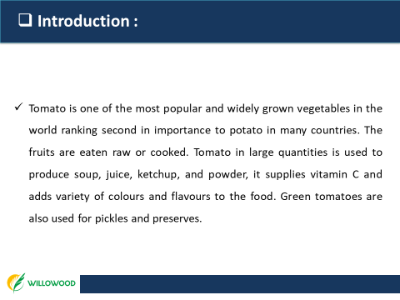 ❑ Introduction :
✓ Tomato is one of the most popular and widely grown vegetables in the
world ranking second in importance to potato in many countries. The
fruits are eaten raw or cooked. Tomato in large quantities is used to
produce soup, juice, ketchup, and powder, it supplies vitamin C and
adds variety of colours and flavours to the food. Green tomatoes are
also used for pickles and preserves.
WILLOWOOD